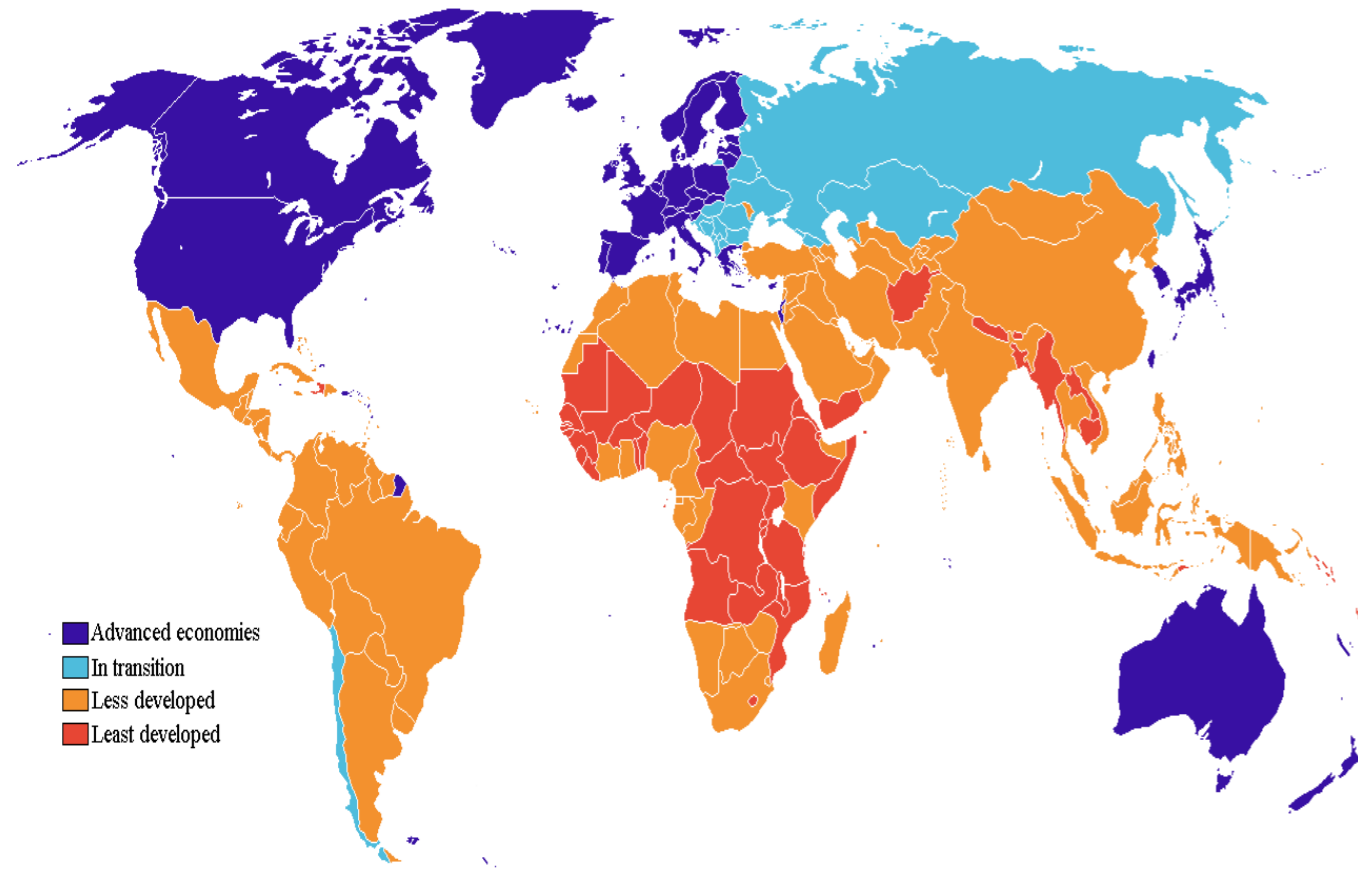 Advanced economies
In transition
Less developed
Least developed